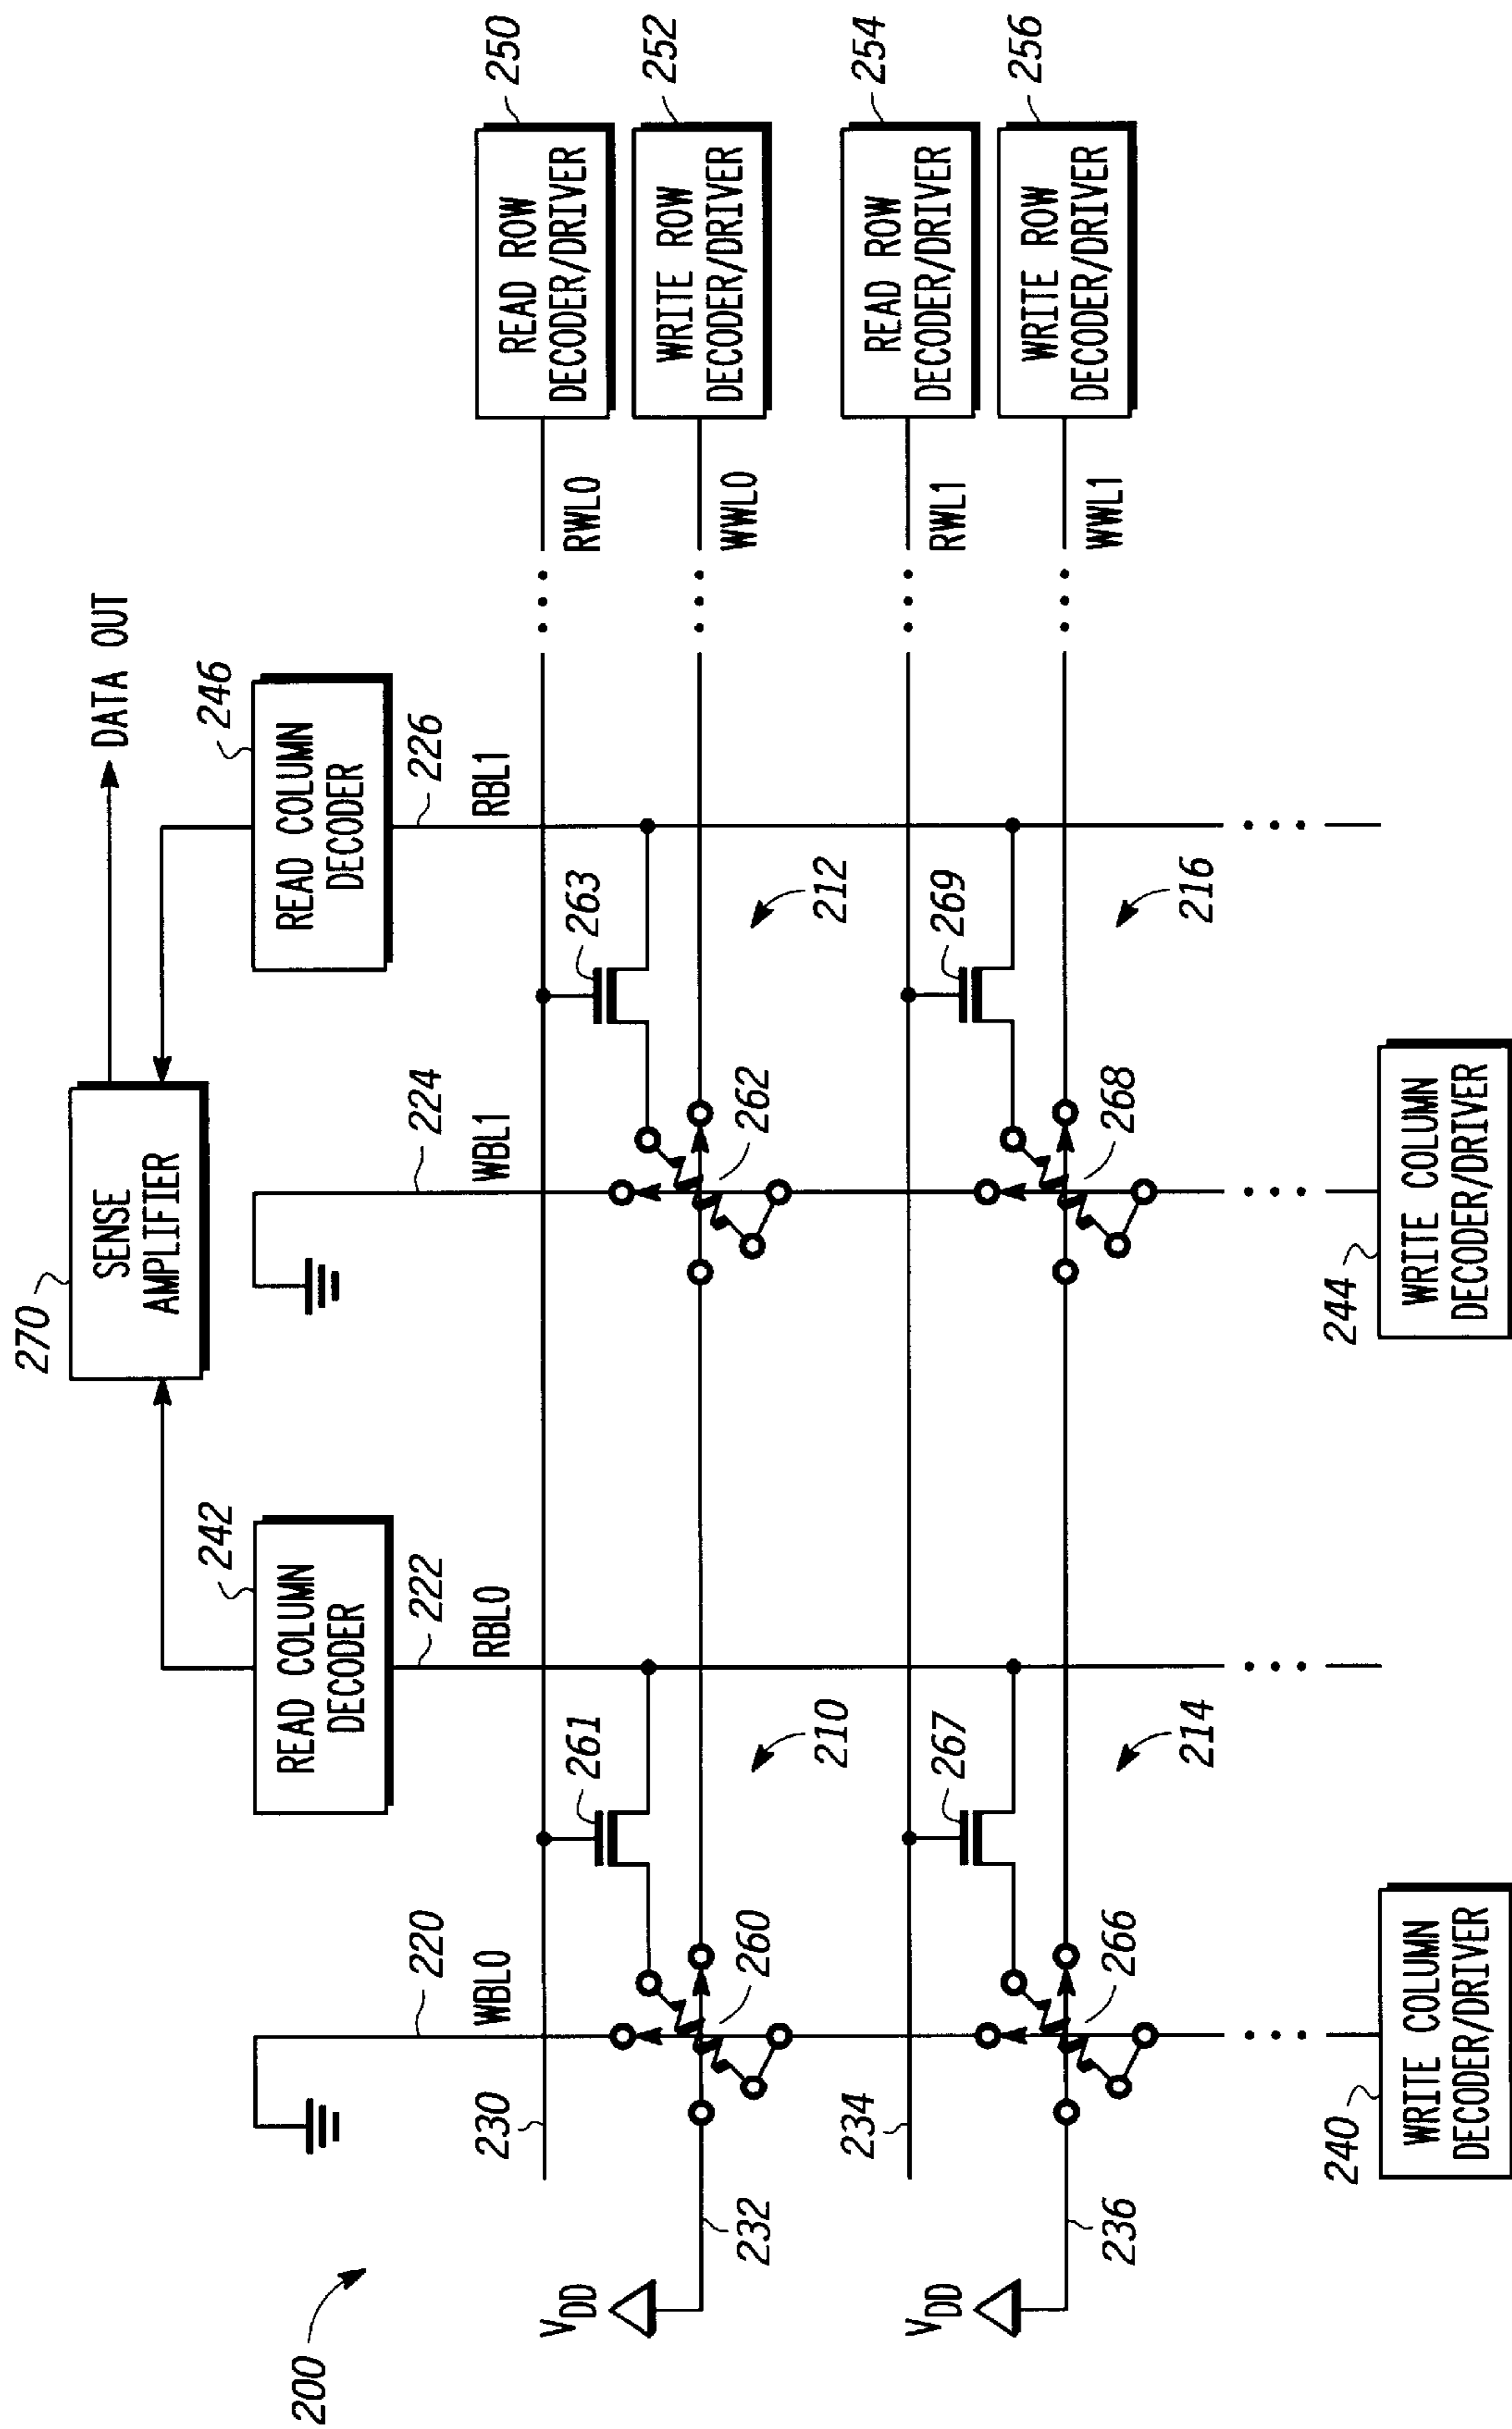 270
SENSE
AMPLIFIER
DATA OUT
242
READ COLUMN
DECODER
246
READ COLUMN
DECODER
200
220
WBL0
222
RBL0
224
WBL1
226
RBL1
230
261
263
RWL0
READ ROW
DECODER/DRIVER
250
VDD
232
260
210
262
212
WWL0
WRITE ROW
DECODER/DRIVER
252
234
267
269
RWL1
READ ROW
DECODER/DRIVER
254
VDD
236
266
214
268
216
WWL1
WRITE ROW
DECODER/DRIVER
256
240
WRITE COLUMN
DECODER/DRIVER
244
WRITE COLUMN
DECODER/DRIVER